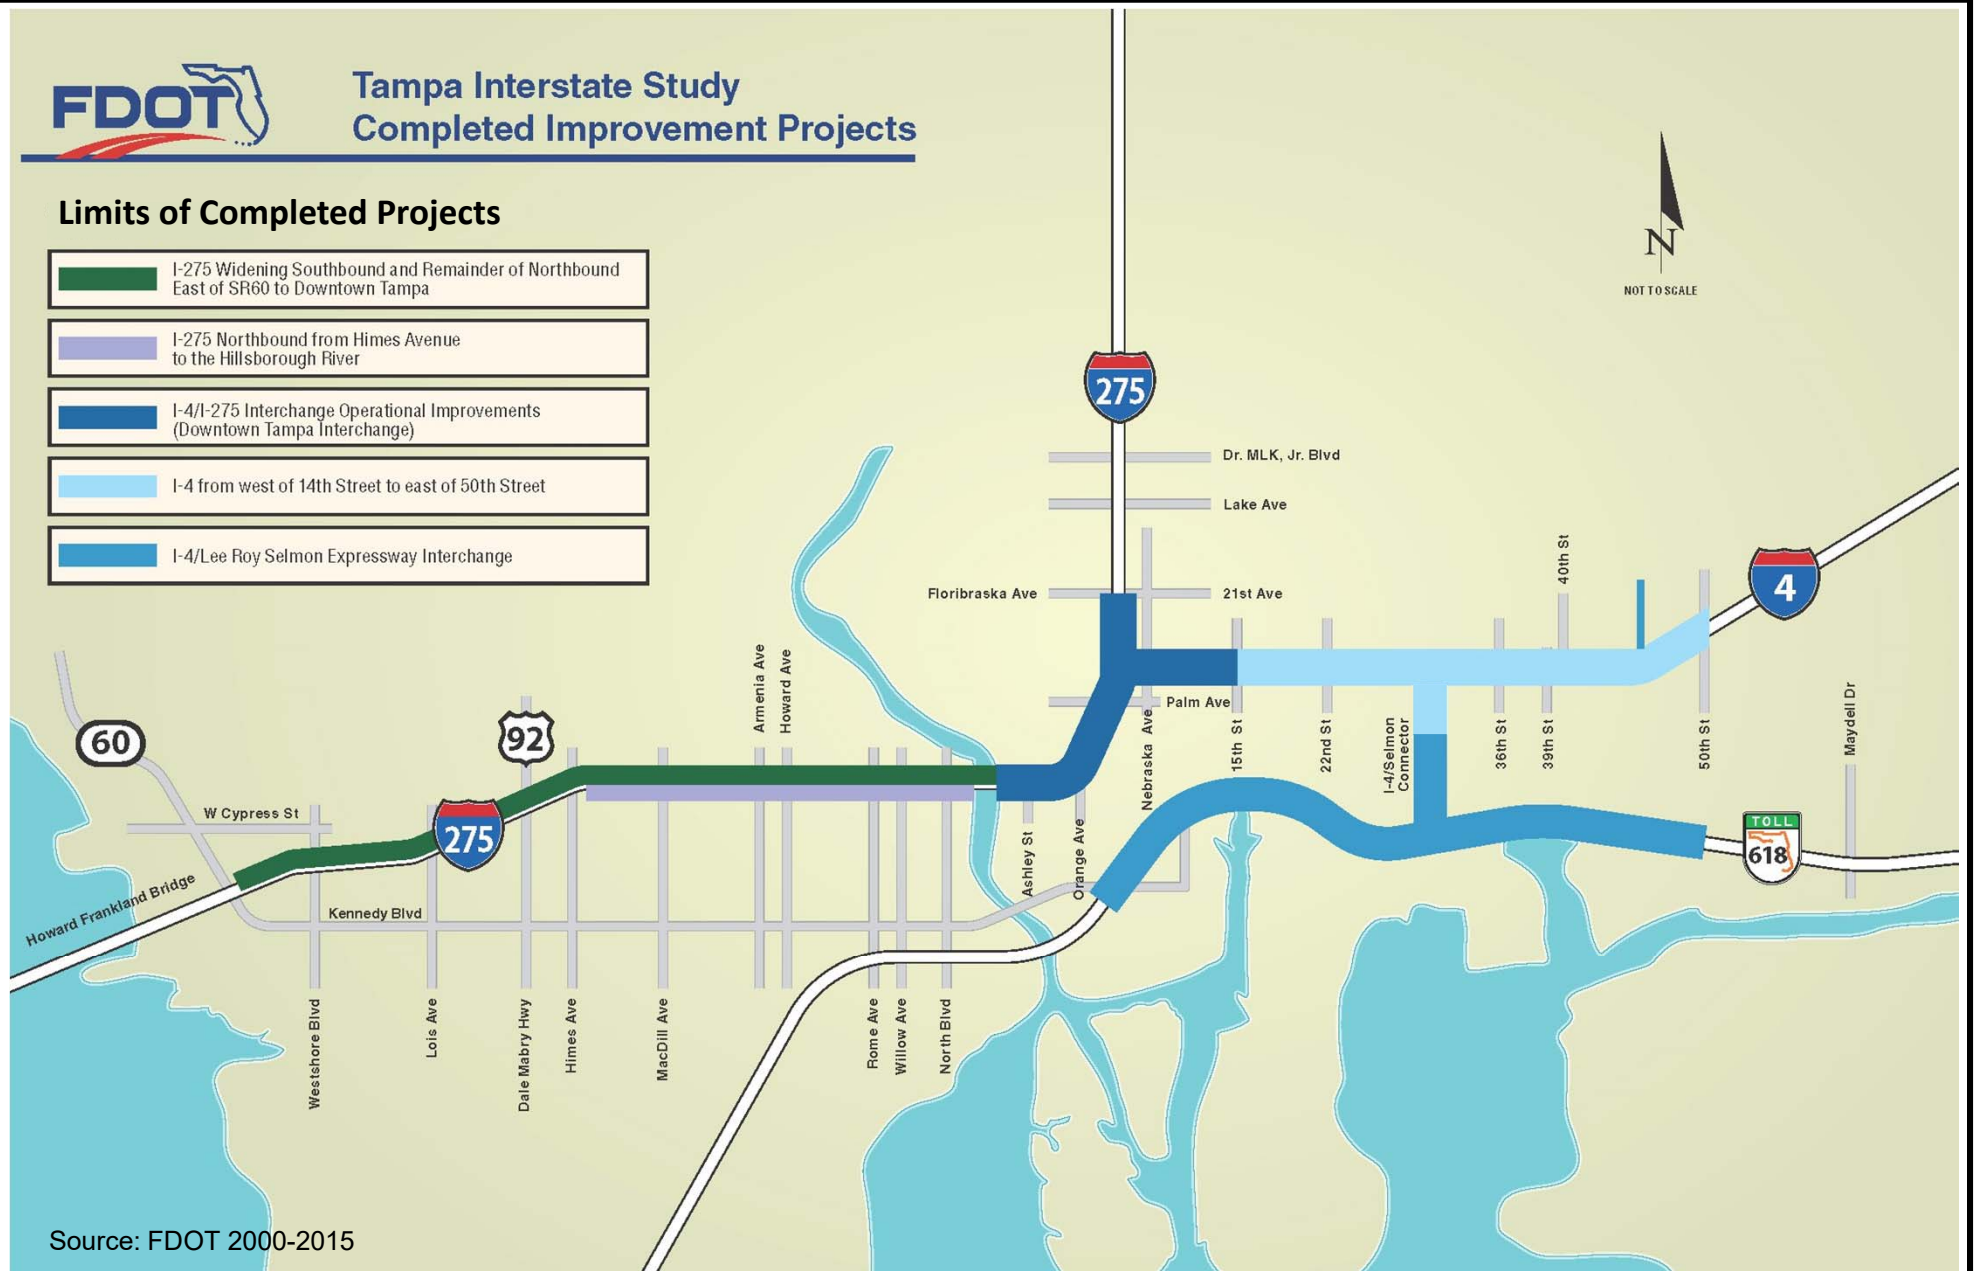 FDOT
Tampa Interstate Study
Completed Improvement Projects
Limits of Completed Projects
I-275 Widening Southbound and Remainder of Northbound
East of SR60 to Downtown Tampa
I-275 Northbound from Himes Avenue
to the Hillsborough River
I-4/I-275 Interchange Operational Improvements
(Downtown Tampa Interchange)
I-4 from west of 14th Street to east of 50th Street
I-4/Lee Roy Selmon Expressway Interchange
N
NOT TO SCALE
275
Dr. MLK, Jr. Blvd
Lake Ave
Floribraska Ave
21st Ave
40th St
4
60
92
Armenia Ave
Howard Ave
Palm Ave
Nebraska Ave
15th St
22nd St
I-4/Selmon
Connector
36th St
39th St
50th St
Maydell Dr
W Cypress St
275
Howard Frankland Bridge
Kennedy Blvd
Ashley St
Orange Ave
TOLL
618
Westshore Blvd
Lois Ave
Dale Mabry Hwy
Himes Ave
MacDill Ave
Rome Ave
Willow Ave
North Blvd
Source: FDOT 2000-2015